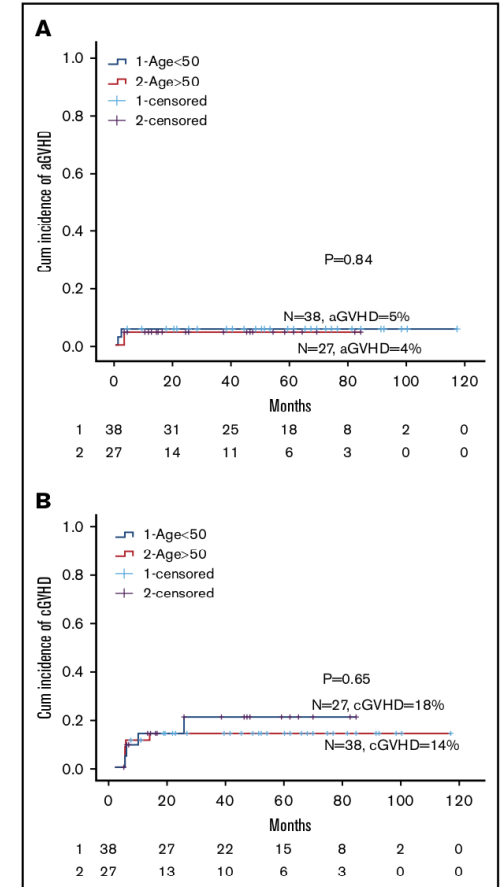 A
Cum incidence of aGVHD
1.0
0.8
0.6
0.4
0.2
0.0
1-Age<50
2-Age>50
1-censored
2-censored
P=0.84
N=38, aGVHD=5%
N=27, aGVHD=4%
0 20 40 60 80 100 120
Months
1 38 31 25 18 8 2 0
2 27 14 11 6 3 0 0
B
Cum incidence of cGVHD
1.0
0.8
0.6
0.4
0.2
0.0
1-Age<50
2-Age>50
1-censored
2-censored
P=0.65
N=27, cGVHD=18%
N=38, cGVHD=14%
0 20 40 60 80 100 120
Months
1 38 27 22 15 8 2 0
2 27 13 10 6 3 0 0